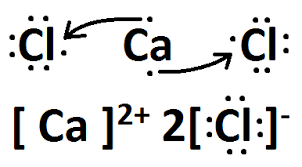 :Cl· Ca ·Cl:
[ Ca ]²⁺ 2[:Cl:]⁻